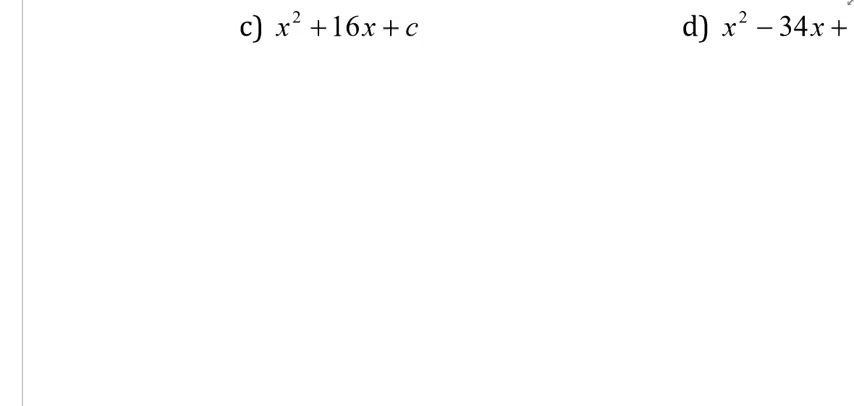 c) x² + 16x + c d) x² − 34x +